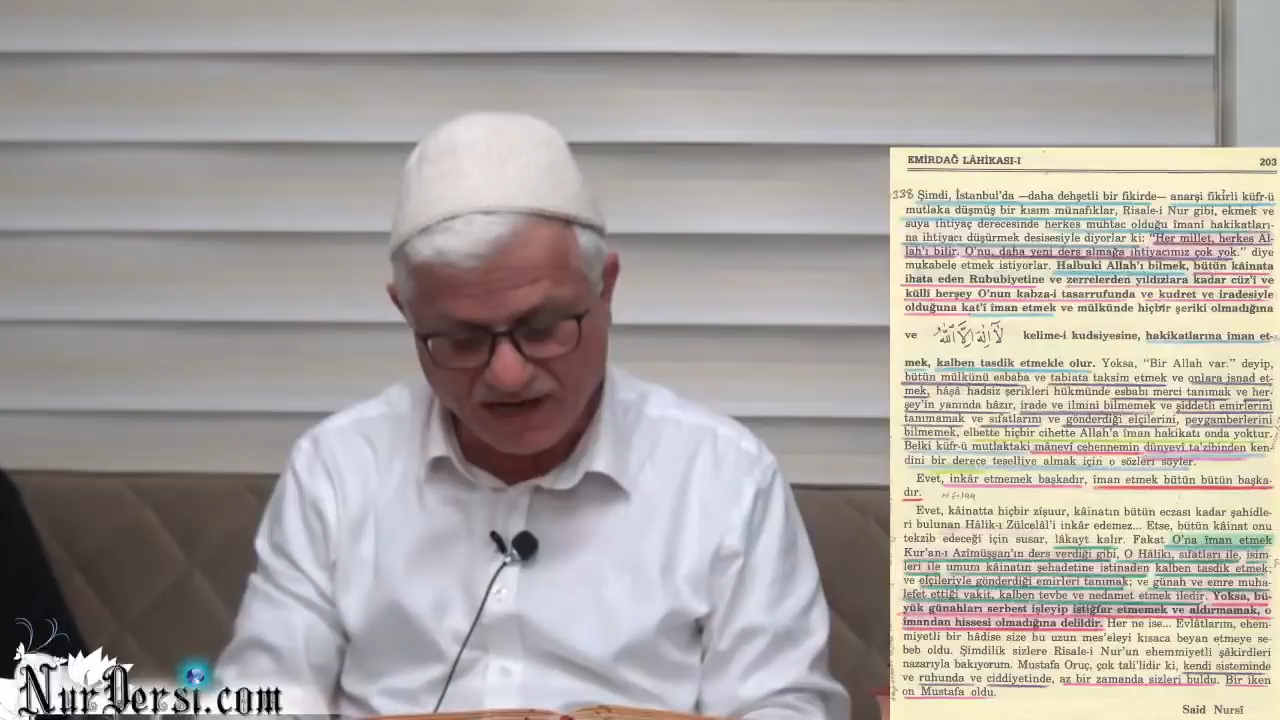 EMİRDAĞ LÂHİKASI-I 203
338 Şimdi, İstanbul'da —daha dehşetli bir fikirde— anarşi fikirli küfr-ü
mutlaka düşmüş bir kısım münafıklar, Risale-i Nur gibi, ekmek ve
suya ihtiyaç derecesinde herkes muhtac olduğu îmanî hakikatları-
na ihtiyacı düşürmek desisesiyle diyorlar ki: "Her millet, herkes Al-
lah'ı bilir. O'nu, daha yeni ders almağa ihtiyacımız çok yok." diye
mukabele etmek istiyorlar. Halbuki Allah'ı bilmek, bütün kâinata
ihata eden Rububiyetine ve zerrelerden yıldızlara kadar cüz'î ve
küllî herşey O'nun kabza-i tasarrufunda ve kudret ve iradesiyle
olduğuna kat'î îman etmek ve mülkünde hiçbir şeriki olmadığına
ve لَآ اِلٰهَ اِلَّا اللّٰهُ kelime-i kudsiyesine, hakikatlarına îman et-
mek, kalben tasdik etmekle olur. Yoksa, "Bir Allah var." deyip,
bütün mülkünü esbaba ve tabiata taksim etmek ve onlara isnad et-
mek, hâşâ hadsiz şerikleri hükmünde esbabı merci tanımak ve her-
şey'in yanında hâzır, irade ve ilmini bilmemek ve şiddetli emirlerini
tanımamak ve sıfatlarını ve gönderdiği elçilerini, peygamberlerini
bilmemek, elbette hiçbir cihette Allah'a îman hakikatı onda yoktur.
Belki küfr-ü mutlaktaki mânevî cehennemin dünyevî ta'zibinden ken-
dini bir derece teselliye almak için o sözleri söyler.
Evet, inkâr etmemek başkadır, îman etmek bütün bütün başka-
dır.
Evet, kâinatta hiçbir zîşuur, kâinatın bütün eczası kadar şahidle-
ri bulunan Hâlik-ı Zülcelâl'i inkâr edemez... Etse, bütün kâinat onu
tekzib edeceği için susar, lâkayt kalır. Fakat O'na îman etmek
Kur'an-ı Azîmüşşan'ın ders verdiği gibi, O Hâlikı, sıfatları ile, isim-
leri ile umum kâinatın şehadetine istinaden kalben tasdik etmek;
ve elçileriyle gönderdiği emirleri tanımak; ve günah ve emre muha-
lefet ettiği vakit, kalben tevbe ve nedamet etmek iledir. Yoksa, bü-
yük günahları serbest işleyip istiğfar etmemek ve aldırmamak, o
îmandan hissesi olmadığına delildir. Her ne ise... Evlâtlarım, ehem-
miyetli bir hâdise size bu uzun mes'eleyi kısaca beyan etmeye se-
beb oldu. Şimdilik sizlere Risale-i Nur'un ehemmiyetli şâkirdleri
nazarıyla bakıyorum. Mustafa Oruç, çok tali'lidir ki, kendi sisteminde
ve ruhunda ve ciddiyetinde, az bir zamanda sizleri buldu. Bir iken
on Mustafa oldu.
Said Nursî
NurDersi.com